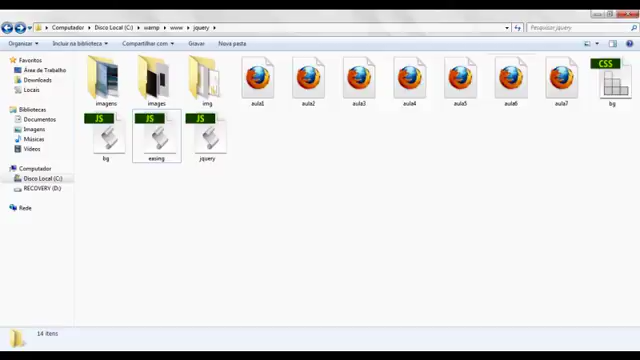 Computador ▸ Disco Local (C:) ▸ wamp ▸ www ▸ jquery ▸
Pesquisar jquery
Organizar Incluir na biblioteca Compartilhar com Gravar Nova pasta
Favoritos
Área de Trabalho
Downloads
Locais
Bibliotecas
Documentos
Imagens
Músicas
Vídeos
Computador
Disco Local (C:)
RECOVERY (D:)
Rede
CSS
imagens images img aula1 aula2 aula3 aula4 aula5 aula6 aula7 bg
JS JS JS
bg easing jquery
14 itens